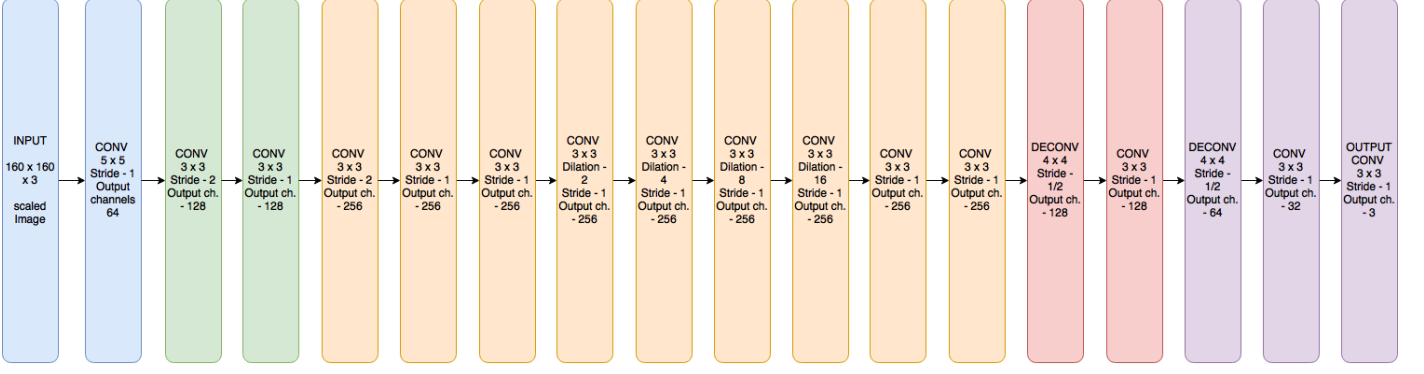 INPUT
160 x 160
x 3
scaled
Image
CONV
5 x 5
Stride - 1
Output
channels
64
CONV
3 x 3
Stride - 2
Output ch.
- 128
CONV
3 x 3
Stride - 1
Output ch.
- 128
CONV
3 x 3
Stride - 2
Output ch.
- 256
CONV
3 x 3
Stride - 1
Output ch.
- 256
CONV
3 x 3
Stride - 1
Output ch.
- 256
CONV
3 x 3
Dilation -
2
Stride - 1
Output ch.
- 256
CONV
3 x 3
Dilation -
4
Stride - 1
Output ch.
- 256
CONV
3 x 3
Dilation -
8
Stride - 1
Output ch.
- 256
CONV
3 x 3
Dilation -
16
Stride - 1
Output ch.
- 256
CONV
3 x 3
Stride - 1
Output ch.
- 256
CONV
3 x 3
Stride - 1
Output ch.
- 256
DECONV
4 x 4
Stride -
1/2
Output ch.
- 128
CONV
3 x 3
Stride - 1
Output ch.
- 128
DECONV
4 x 4
Stride -
1/2
Output ch.
- 64
CONV
3 x 3
Stride - 1
Output ch.
- 32
OUTPUT
CONV
3 x 3
Stride - 1
Output ch.
- 3